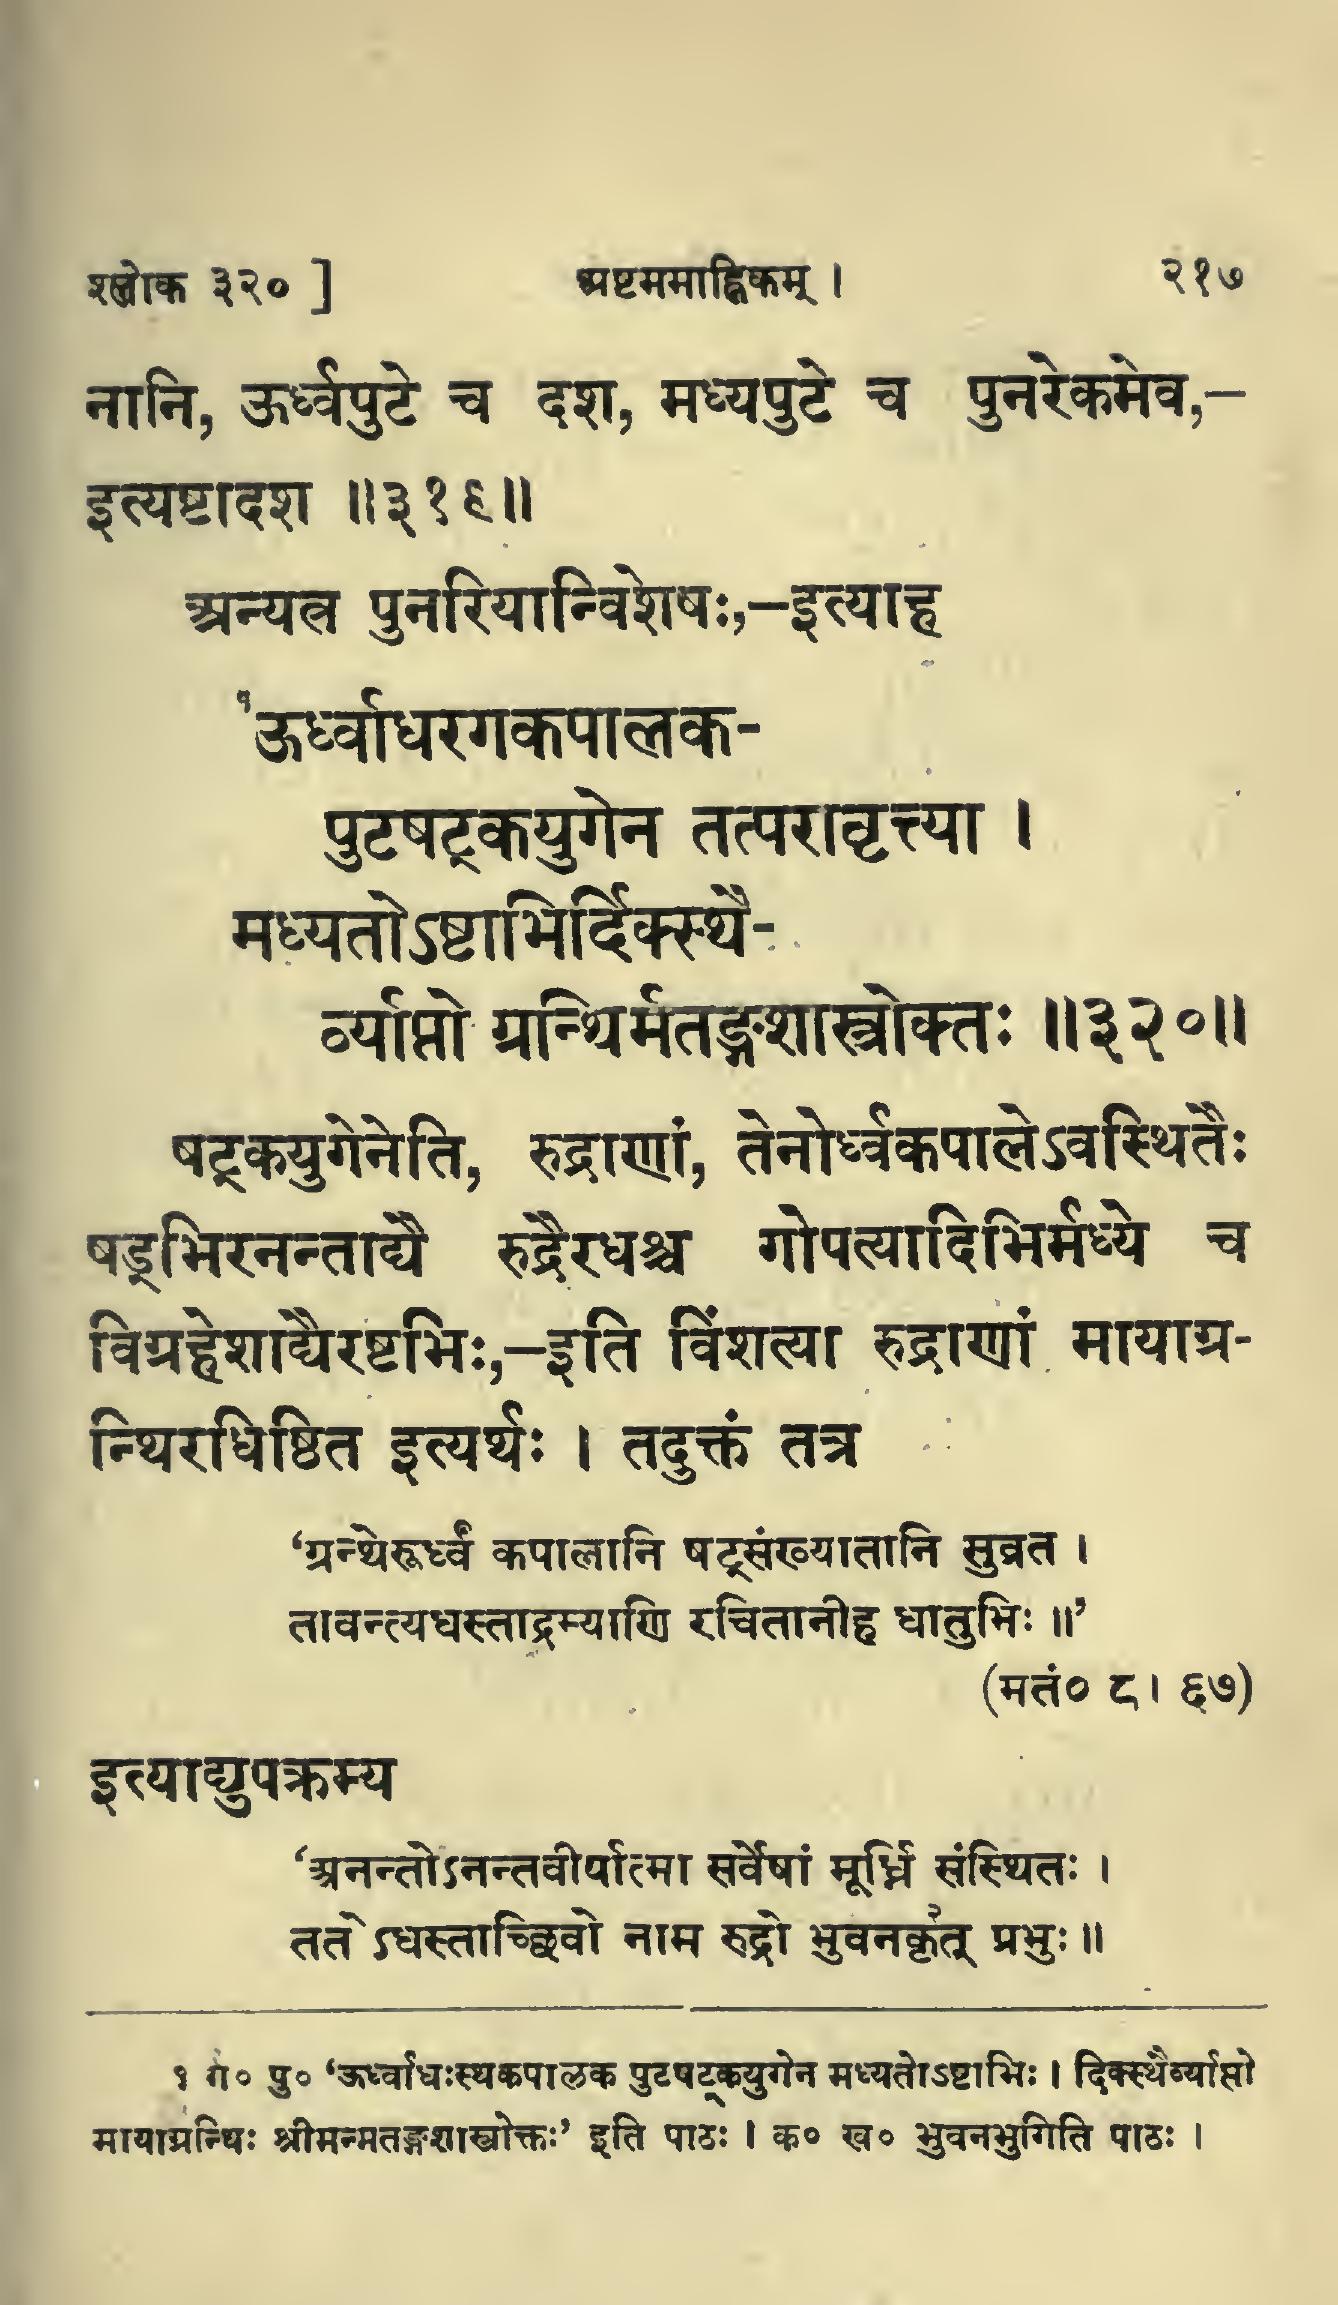 श्लोक ३२० ] अष्टममाह्निकम् । २१७
नानि, ऊर्ध्वपुटे च दश, मध्यपुटे च पुनरेकमेव,—
इत्यष्टादश ॥३१९॥
अन्यत्र पुनरियान्विशेषः,—इत्याह
१ऊर्ध्वाधरगकपालक-
पुटषट्कयुगेन तत्परावृत्त्या ।
मध्यतोऽष्टाभिर्दिक्स्थै-
र्व्याप्तो ग्रन्थिर्मतङ्गशास्त्रोक्तः ॥३२०॥
षट्कयुगेनेति, रुद्राणां, तेनोर्ध्वकपालेऽवस्थितैः
षड्भिरनन्ताद्यै रुद्रैरधश्च गोपत्यादिभिर्मध्ये च
विग्रहेशाद्यैरष्टभिः,—इति विंशत्या रुद्राणां मायाग्र-
न्थिरधिष्ठित इत्यर्थः । तदुक्तं तत्र
‘ग्रन्थेरूर्ध्वं कपालानि षट्संख्यातानि सुव्रत ।
तावन्त्यधस्ताद्रम्याणि रचितानीह धातुभिः ॥’
(मतं० ८। ६७)
इत्याद्युपक्रम्य
‘अनन्तोऽनन्तवीर्यात्मा सर्वेषां मूर्ध्नि संस्थितः ।
ततेऽधस्ताच्छिवो नाम रुद्रो भुवनकृत्२ प्रभुः ॥
१ ग० पु० ‘ऊर्ध्वाधःस्थकपालक पुटषट्कयुगेन मध्यतोऽष्टाभिः । दिक्स्थैर्व्याप्तो
मायाग्रन्थिः श्रीमन्मतङ्गशास्त्रोक्तः’ इति पाठः । क० ख० भुवनभुगिति पाठः ।